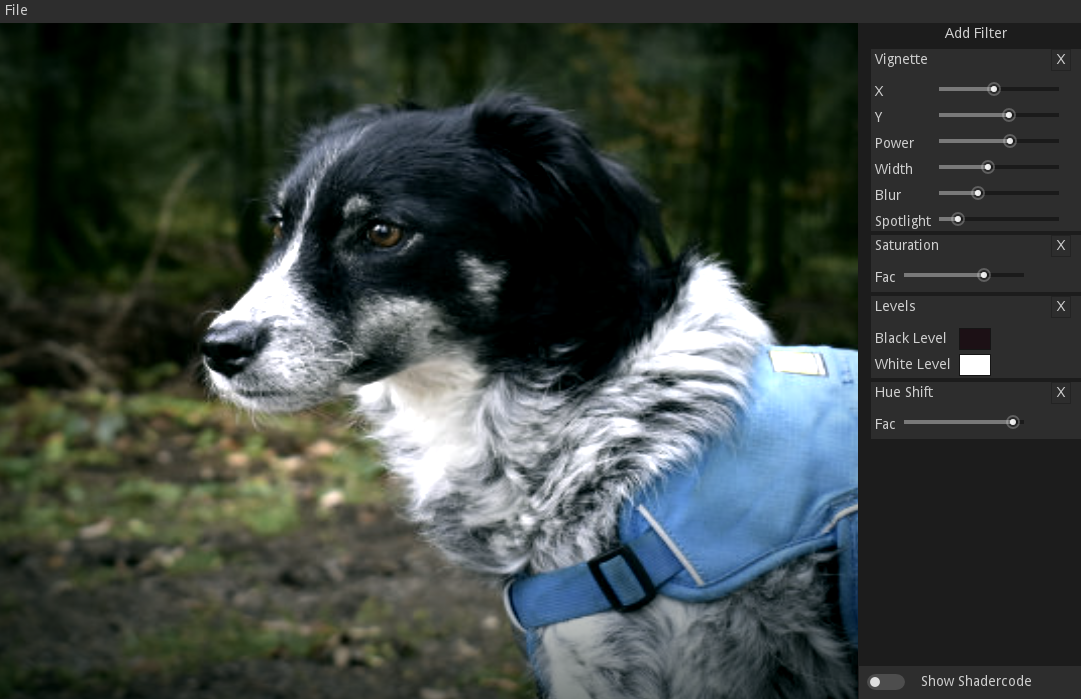 File
Add Filter
Vignette X
X
Y
Power
Width
Blur
Spotlight
Saturation X
Fac
Levels X
Black Level
White Level
Hue Shift X
Fac
Show Shadercode